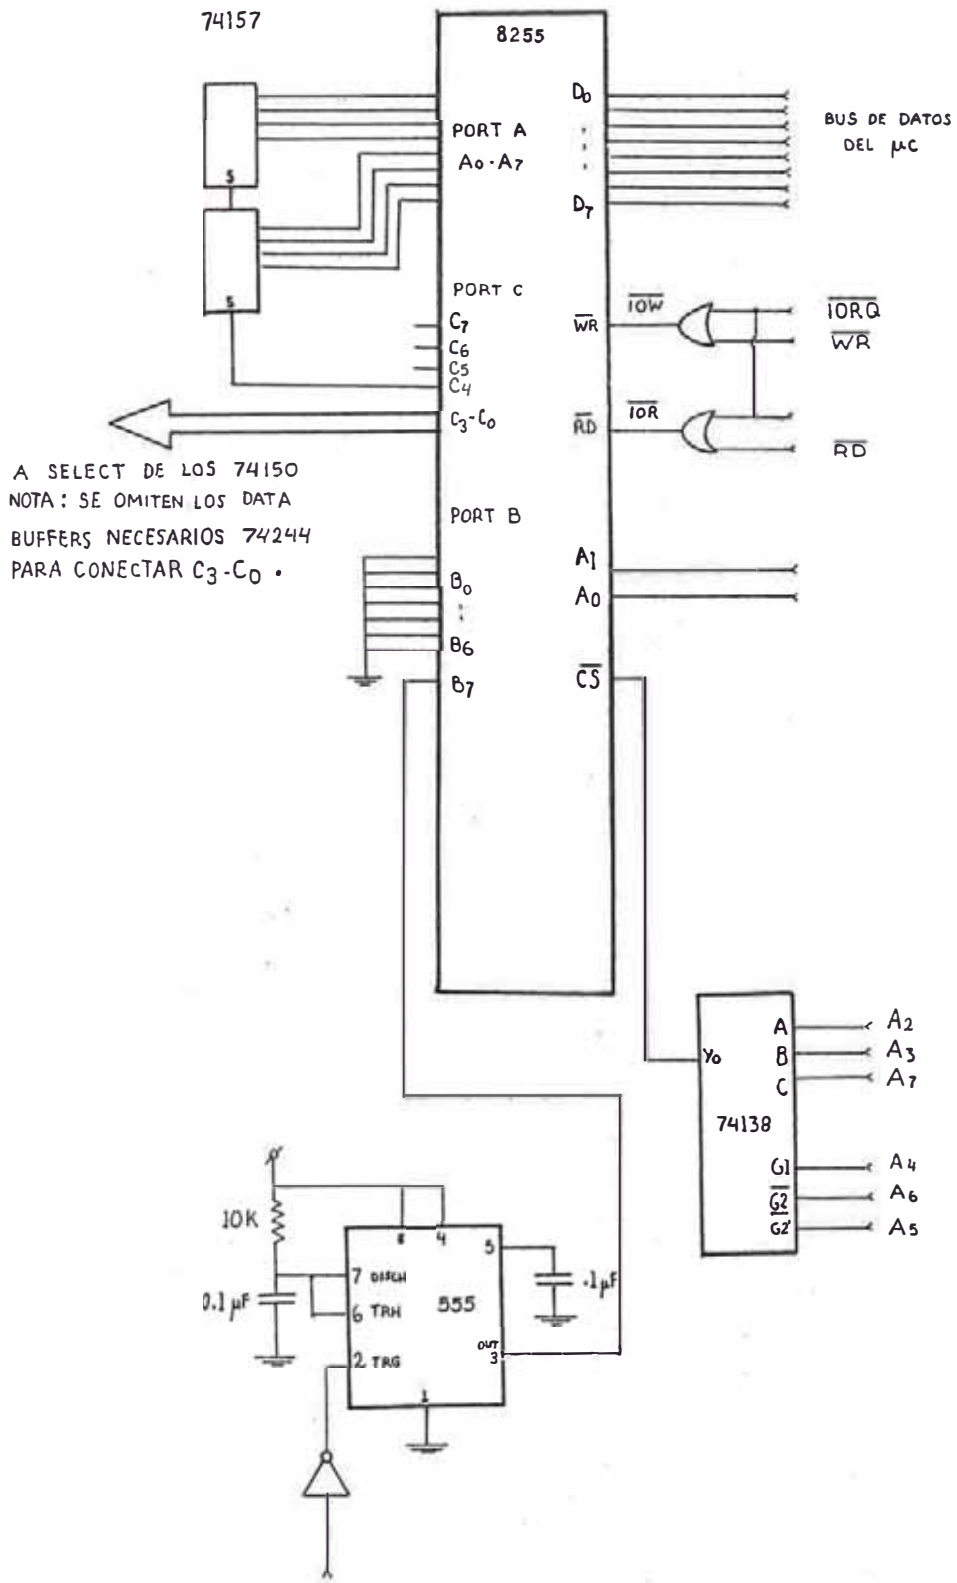 74157
8255
S
S
PORT A
A0·A7
PORT C
C7
C6
C5
C4
C3-C0
A SELECT DE LOS 74150
NOTA: SE OMITEN LOS DATA
BUFFERS NECESARIOS 74244
PARA CONECTAR C3-C0.
PORT B
B0
B6
B7
D0
D7
BUS DE DATOS
DEL μC
WR
IOW
IORQ
WR
RD
IOR
RD
A1
A0
CS
Y0
A
B
C
74138
G1
G2
G2'
A2
A3
A7
A4
A6
A5
10K
0.1 μF
8
4
5
7 DISCH
6 TRH
555
2 TRG
OUT
3
1
.1μF